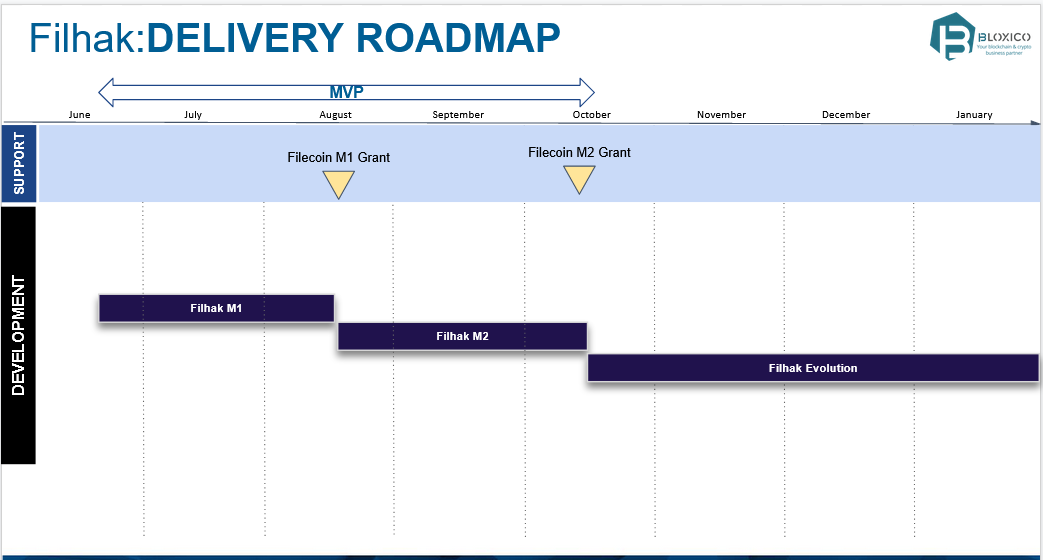 Filhak:DELIVERY ROADMAP
BLOXICO
Your blockchain & crypto
business partner
MVP
June July August September October November December January
SUPPORT
Filecoin M1 Grant
Filecoin M2 Grant
DEVELOPMENT
Filhak M1
Filhak M2
Filhak Evolution